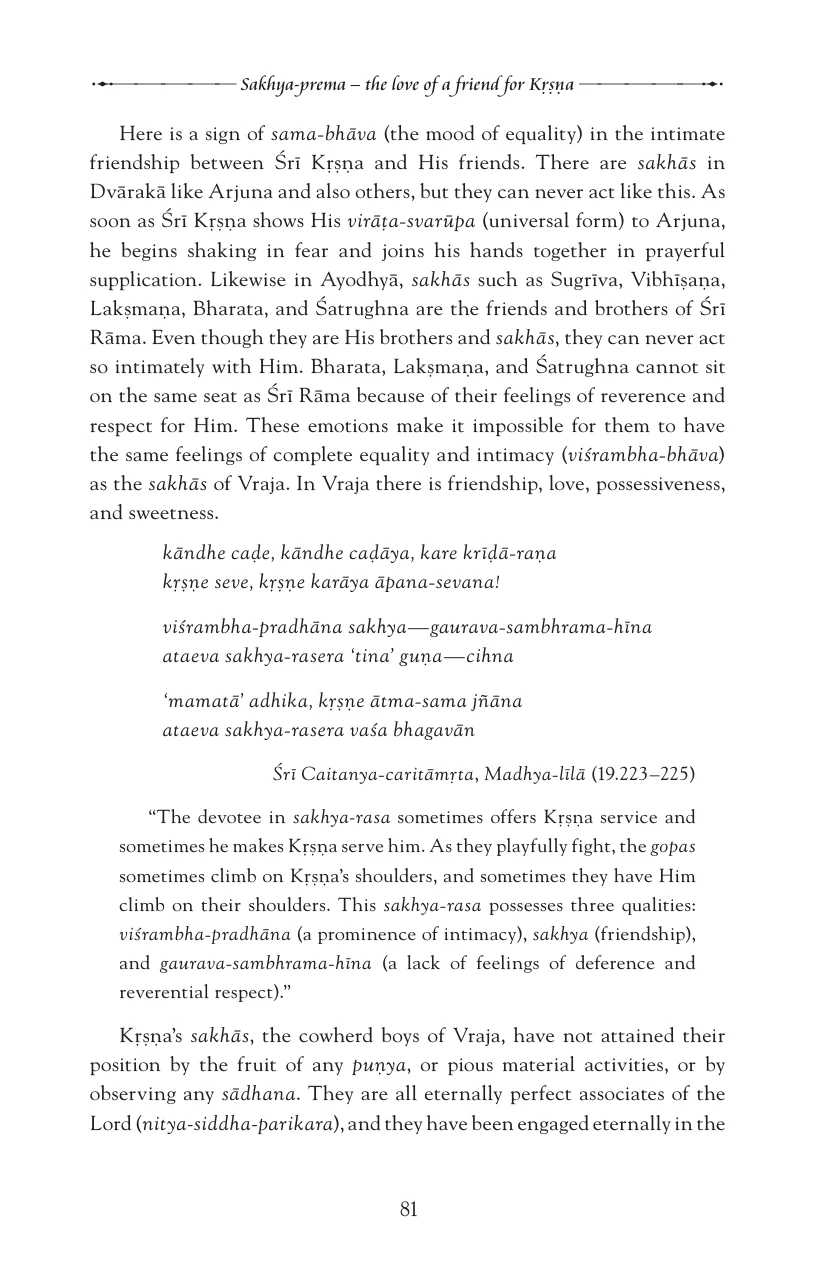 Sakhya-prema – the love of a friend for Kṛṣṇa
Here is a sign of sama-bhāva (the mood of equality) in the intimate
friendship between Śrī Kṛṣṇa and His friends. There are sakhās in
Dvārakā like Arjuna and also others, but they can never act like this. As
soon as Śrī Kṛṣṇa shows His virāṭa-svarūpa (universal form) to Arjuna,
he begins shaking in fear and joins his hands together in prayerful
supplication. Likewise in Ayodhyā, sakhās such as Sugrīva, Vibhīṣaṇa,
Lakṣmaṇa, Bharata, and Śatrughna are the friends and brothers of Śrī
Rāma. Even though they are His brothers and sakhās, they can never act
so intimately with Him. Bharata, Lakṣmaṇa, and Śatrughna cannot sit
on the same seat as Śrī Rāma because of their feelings of reverence and
respect for Him. These emotions make it impossible for them to have
the same feelings of complete equality and intimacy (viśrambha-bhāva)
as the sakhās of Vraja. In Vraja there is friendship, love, possessiveness,
and sweetness.
kāndhe caḍe, kāndhe caḍāya, kare krīḍā-raṇa
kṛṣṇe seve, kṛṣṇe karāya āpana-sevana!
viśrambha-pradhāna sakhya—gaurava-sambhrama-hīna
ataeva sakhya-rasera ‘tina’ guṇa—cihna
‘mamatā’ adhika, kṛṣṇe ātma-sama jñāna
ataeva sakhya-rasera vaśa bhagavān
Śrī Caitanya-caritāmṛta, Madhya-līlā (19.223–225)
“The devotee in sakhya-rasa sometimes offers Kṛṣṇa service and
sometimes he makes Kṛṣṇa serve him. As they playfully fight, the gopas
sometimes climb on Kṛṣṇa’s shoulders, and sometimes they have Him
climb on their shoulders. This sakhya-rasa possesses three qualities:
viśrambha-pradhāna (a prominence of intimacy), sakhya (friendship),
and gaurava-sambhrama-hīna (a lack of feelings of deference and
reverential respect).”
Kṛṣṇa’s sakhās, the cowherd boys of Vraja, have not attained their
position by the fruit of any puṇya, or pious material activities, or by
observing any sādhana. They are all eternally perfect associates of the
Lord (nitya-siddha-parikara), and they have been engaged eternally in the
81